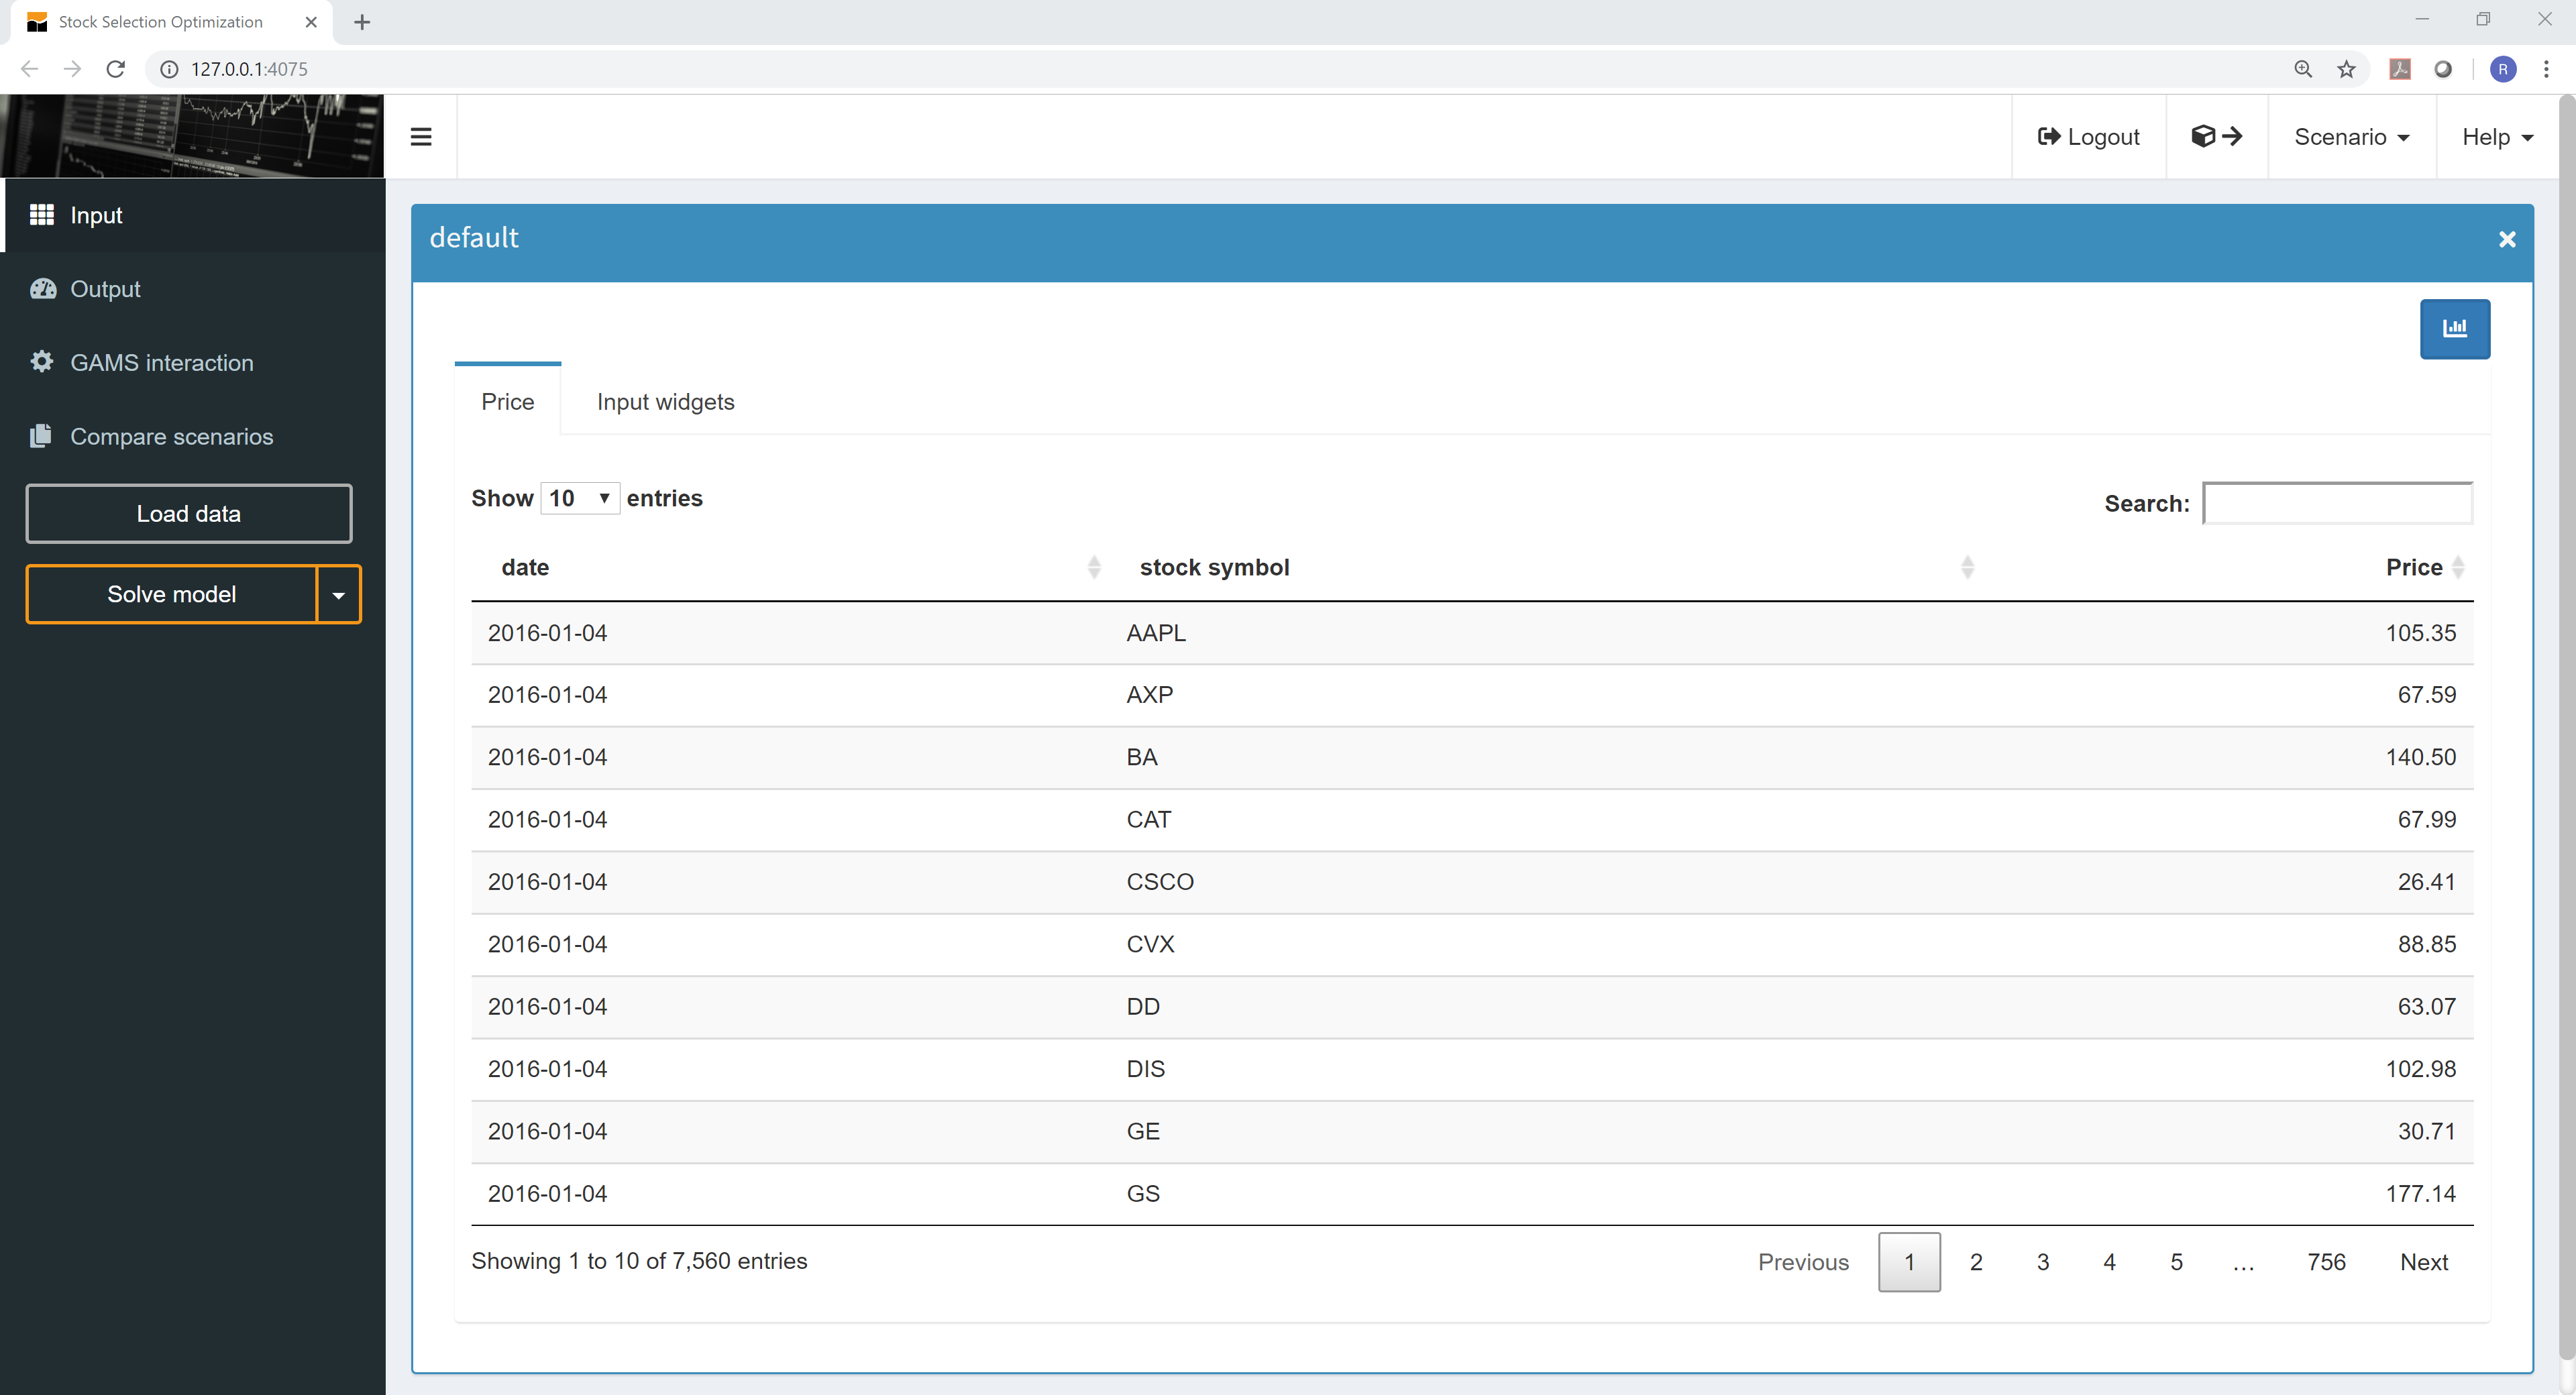 Stock Selection Optimization
127.0.0.1:4075
R
Logout
Scenario
Help
Input
Output
GAMS interaction
Compare scenarios
Load data
Solve model
default
Price
Input widgets
Show 10 entries
Search:
date stock symbol Price
2016-01-04 AAPL 105.35
2016-01-04 AXP 67.59
2016-01-04 BA 140.50
2016-01-04 CAT 67.99
2016-01-04 CSCO 26.41
2016-01-04 CVX 88.85
2016-01-04 DD 63.07
2016-01-04 DIS 102.98
2016-01-04 GE 30.71
2016-01-04 GS 177.14
Showing 1 to 10 of 7,560 entries
Previous 1 2 3 4 5 … 756 Next